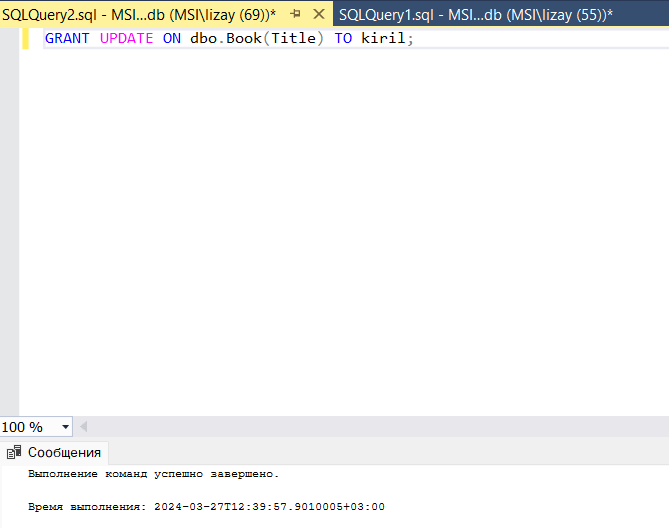 SQLQuery2.sql - MSI...db (MSI\lizay (69))* SQLQuery1.sql - MSI...db (MSI\lizay (55))*
GRANT UPDATE ON dbo.Book(Title) TO kiril;
100 %
Сообщения
Выполнение команд успешно завершено.
Время выполнения: 2024-03-27T12:39:57.9010005+03:00